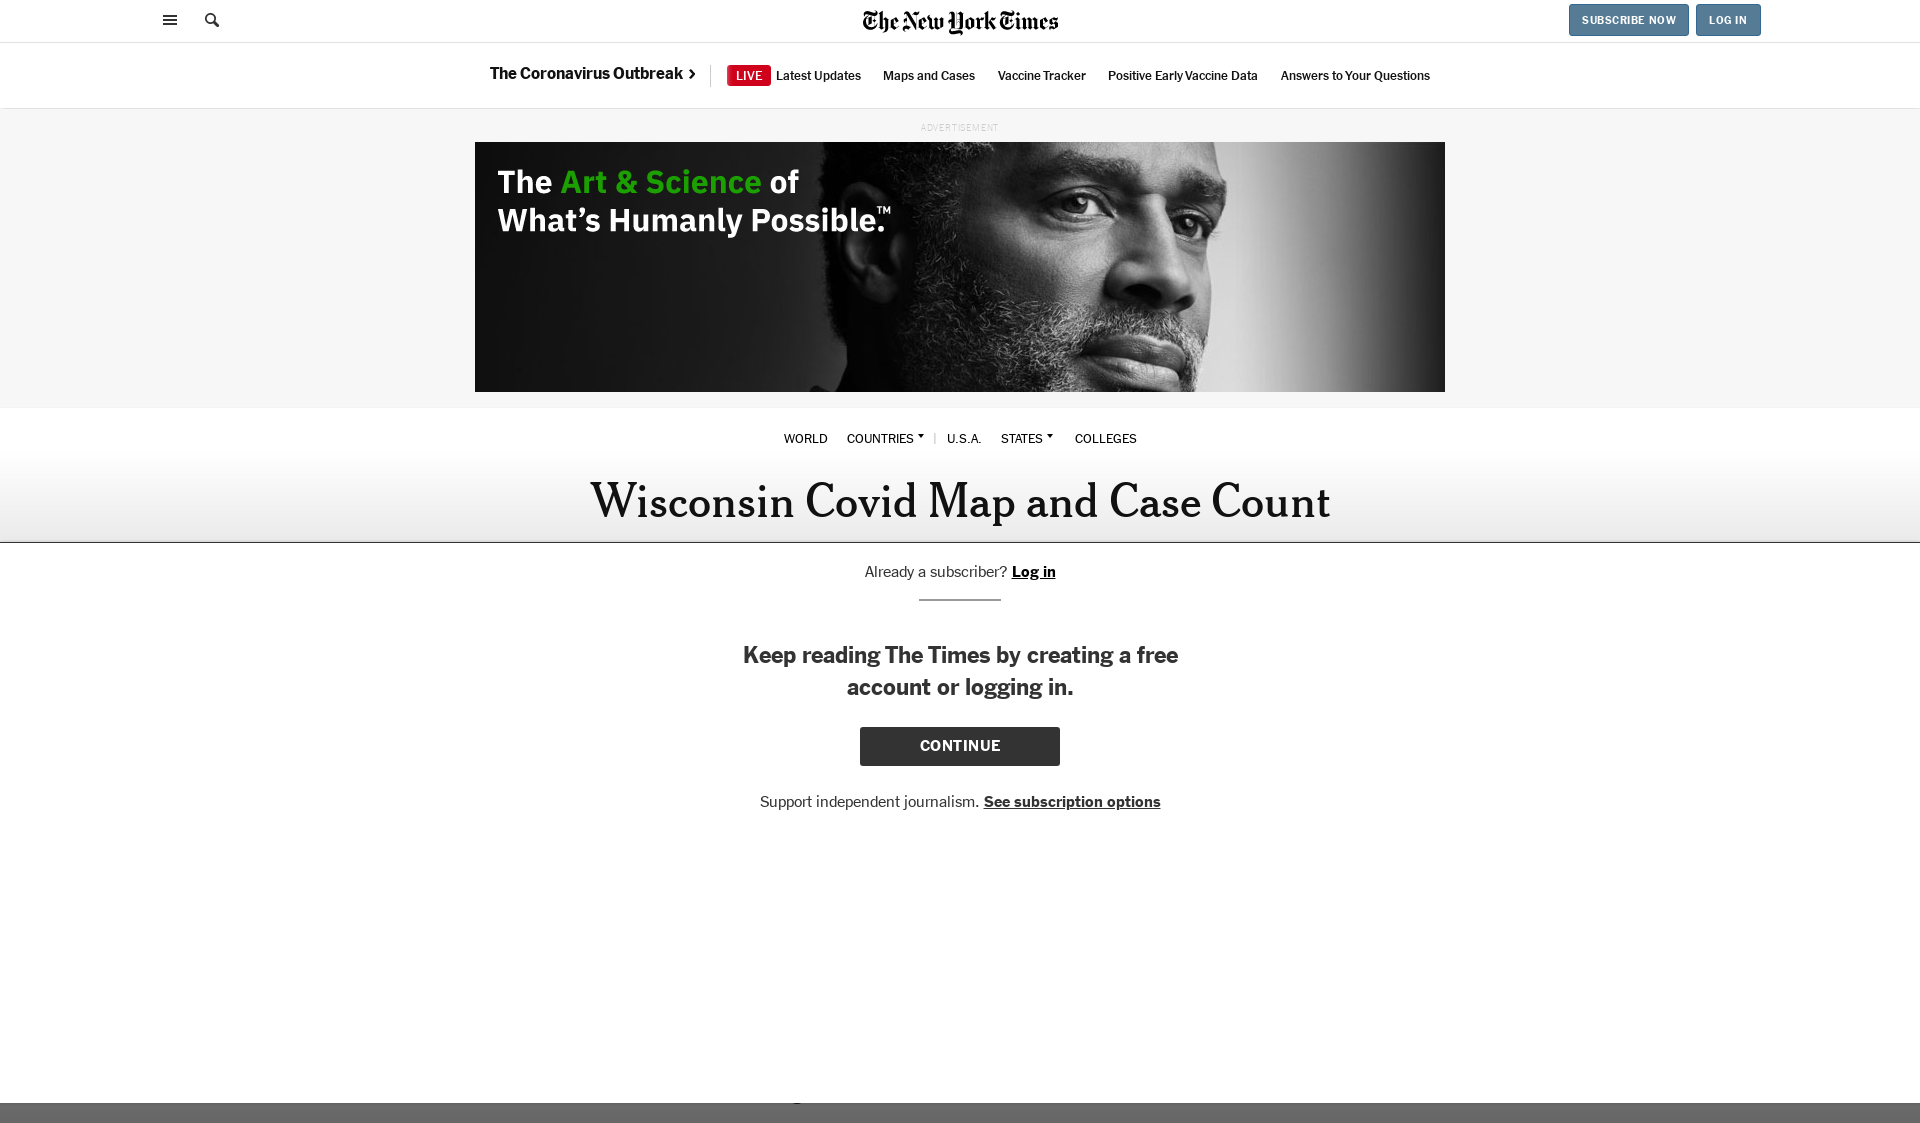 The New York Times
SUBSCRIBE NOW
LOG IN
The Coronavirus Outbreak ›
LIVE Latest Updates
Maps and Cases
Vaccine Tracker
Positive Early Vaccine Data
Answers to Your Questions
ADVERTISEMENT
The Art & Science of
What's Humanly Possible.™
WORLD
COUNTRIES
U.S.A.
STATES
COLLEGES
Wisconsin Covid Map and Case Count
Already a subscriber? Log in
Keep reading The Times by creating a free
account or logging in.
CONTINUE
Support independent journalism. See subscription options